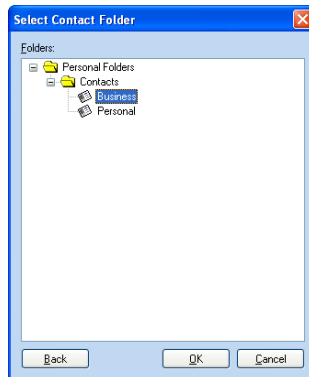 Select Contact Folder
Folders:
Personal Folders
Contacts
Business
Personal
Back OK Cancel